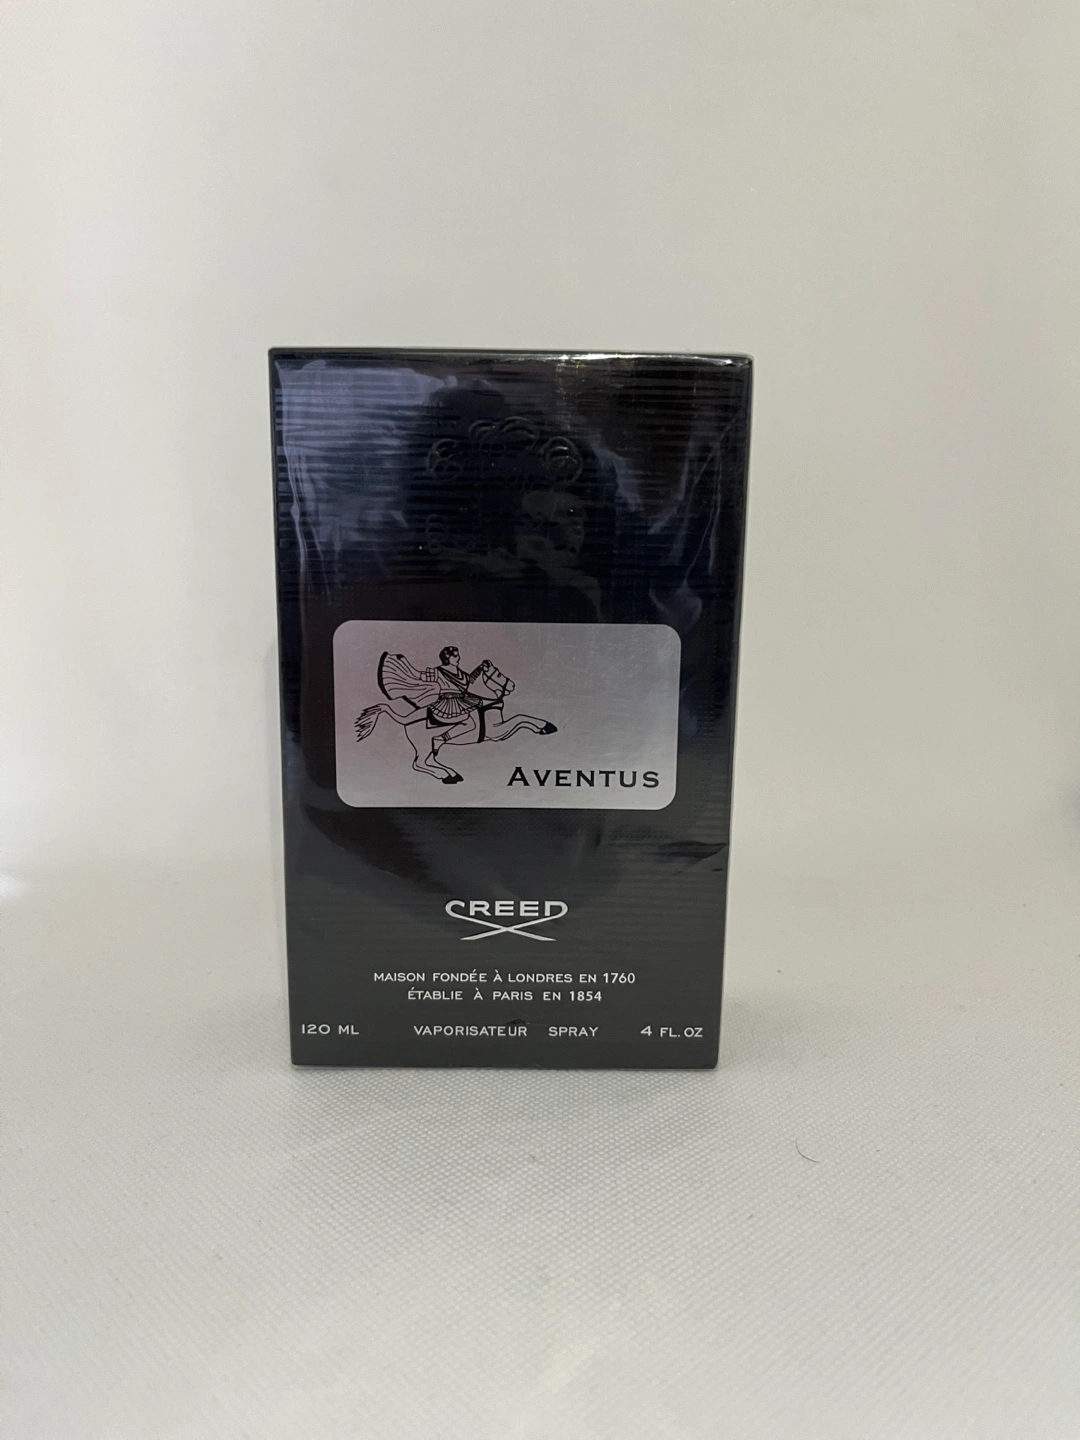 AVENTUS
CREED
MAISON FONDÉE À LONDRES EN 1760
ÉTABLIE À PARIS EN 1854
120 ML VAPORISATEUR SPRAY 4 FL. OZ